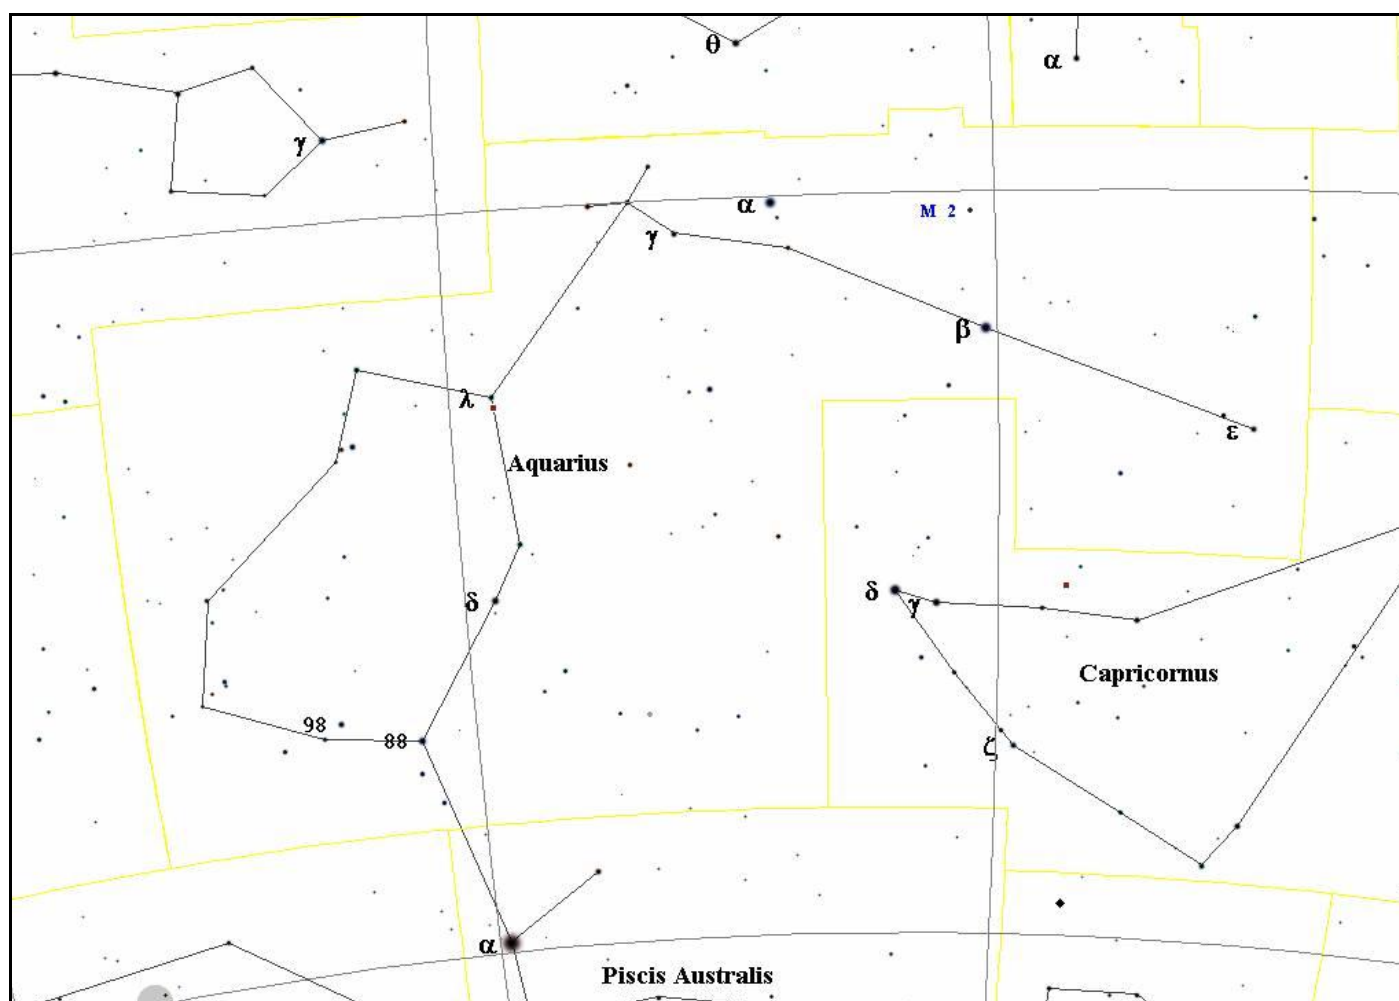 θ
α
γ
α
M 2
γ
β
λ
ε
Aquarius
δ
δ
γ
Capricornus
98
88
ζ
α
Piscis Australis